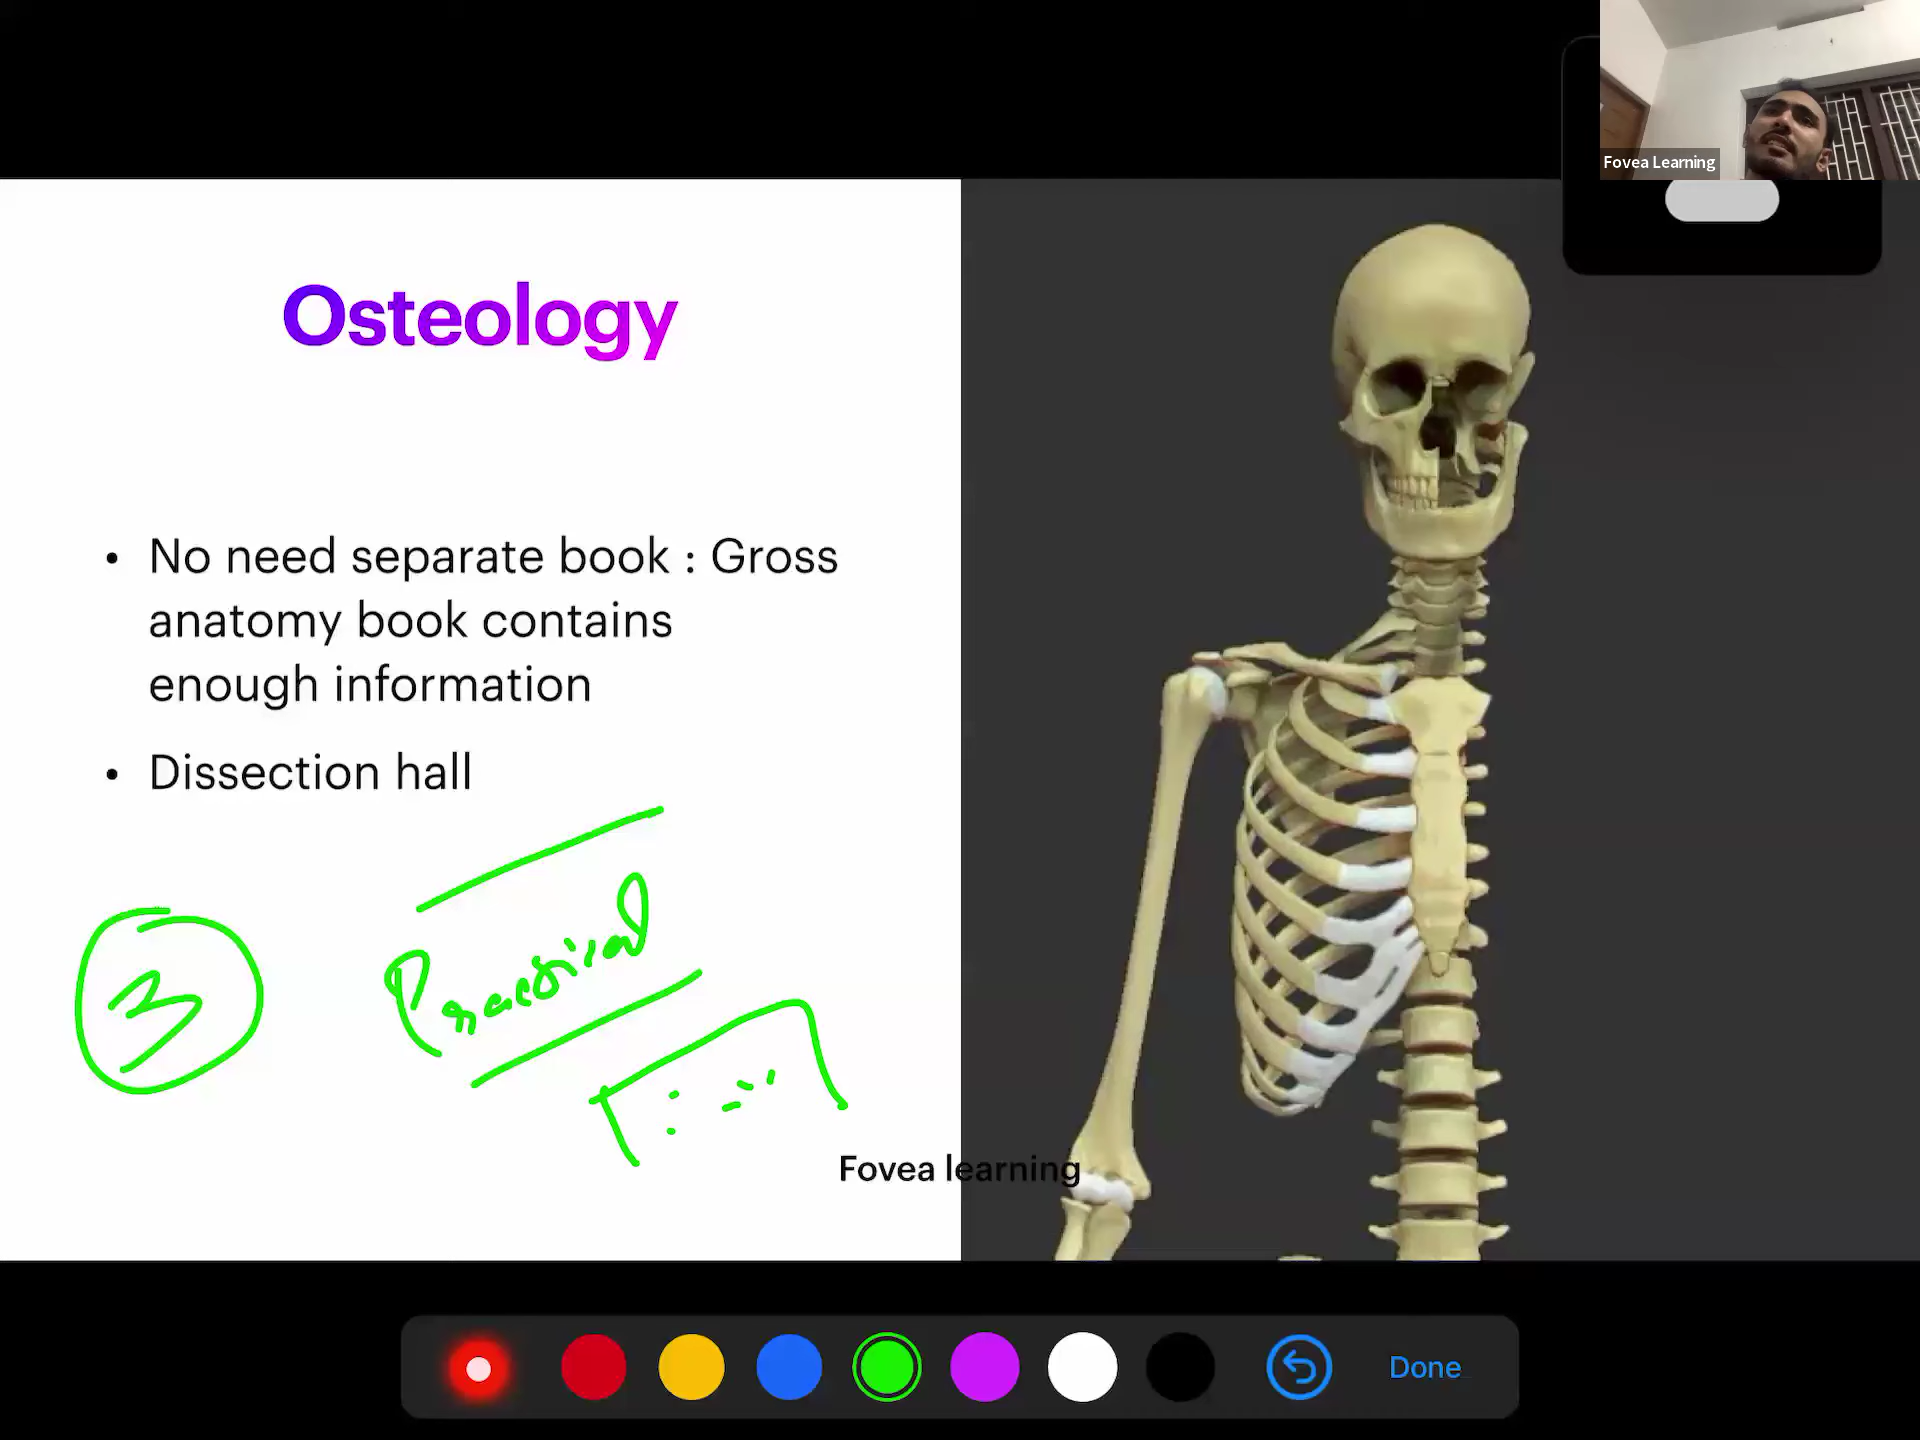 Fovea Learning
Osteology
• No need separate book : Gross
anatomy book contains
enough information
• Dissection hall
3
Practical
Fovea learning
Done